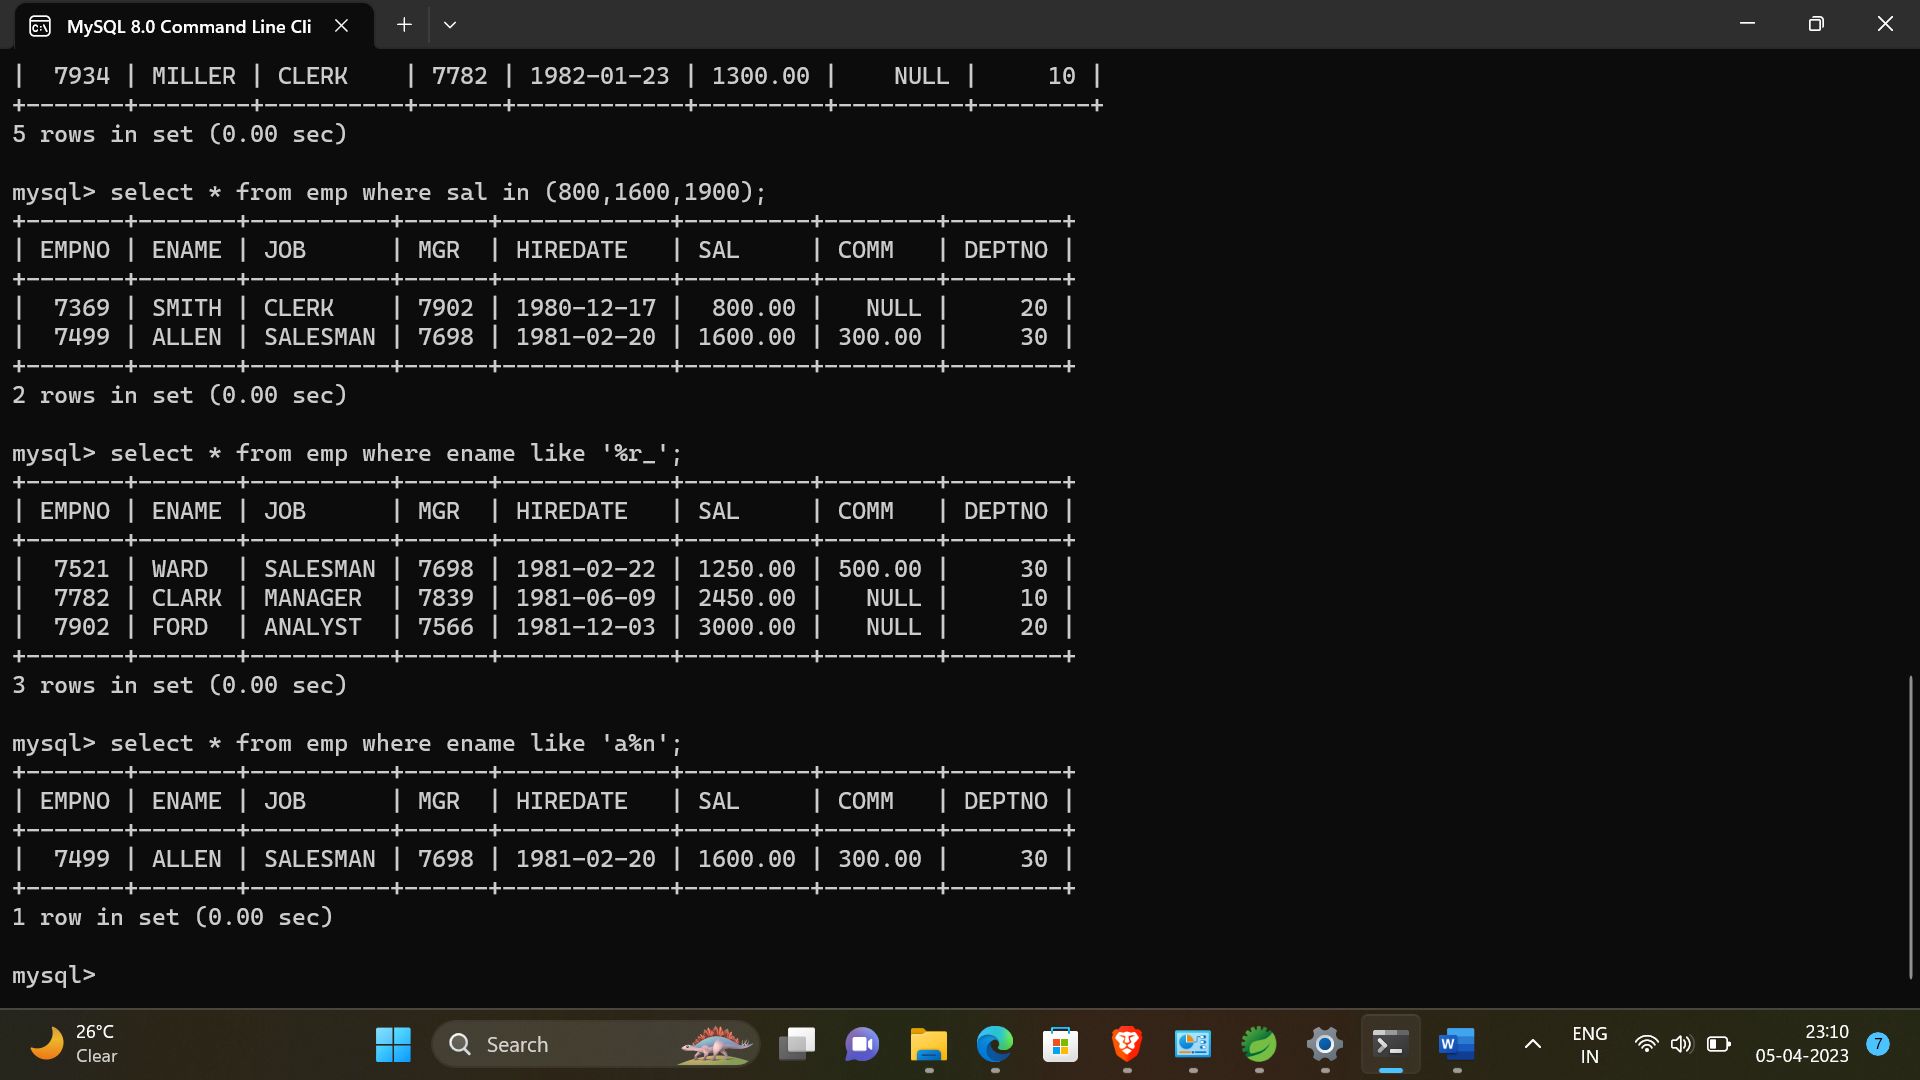 MySQL 8.0 Command Line Cli
|  7934 | MILLER | CLERK    | 7782 | 1982-01-23 | 1300.00 |    NULL |     10 |
+-------+--------+----------+------+------------+---------+---------+--------+
5 rows in set (0.00 sec)
mysql> select * from emp where sal in (800,1600,1900);
+-------+-------+----------+------+------------+---------+--------+--------+
| EMPNO | ENAME | JOB      | MGR  | HIREDATE   | SAL     | COMM   | DEPTNO |
+-------+-------+----------+------+------------+---------+--------+--------+
|  7369 | SMITH | CLERK    | 7902 | 1980-12-17 |  800.00 |   NULL |     20 |
|  7499 | ALLEN | SALESMAN | 7698 | 1981-02-20 | 1600.00 | 300.00 |     30 |
+-------+-------+----------+------+------------+---------+--------+--------+
2 rows in set (0.00 sec)
mysql> select * from emp where ename like '%r_';
+-------+-------+----------+------+------------+---------+--------+--------+
| EMPNO | ENAME | JOB      | MGR  | HIREDATE   | SAL     | COMM   | DEPTNO |
+-------+-------+----------+------+------------+---------+--------+--------+
|  7521 | WARD  | SALESMAN | 7698 | 1981-02-22 | 1250.00 | 500.00 |     30 |
|  7782 | CLARK | MANAGER  | 7839 | 1981-06-09 | 2450.00 |   NULL |     10 |
|  7902 | FORD  | ANALYST  | 7566 | 1981-12-03 | 3000.00 |   NULL |     20 |
+-------+-------+----------+------+------------+---------+--------+--------+
3 rows in set (0.00 sec)
mysql> select * from emp where ename like 'a%n';
+-------+-------+----------+------+------------+---------+--------+--------+
| EMPNO | ENAME | JOB      | MGR  | HIREDATE   | SAL     | COMM   | DEPTNO |
+-------+-------+----------+------+------------+---------+--------+--------+
|  7499 | ALLEN | SALESMAN | 7698 | 1981-02-20 | 1600.00 | 300.00 |     30 |
+-------+-------+----------+------+------------+---------+--------+--------+
1 row in set (0.00 sec)
mysql>
26°C
Clear
Search
ENG
IN
23:10
05-04-2023
7